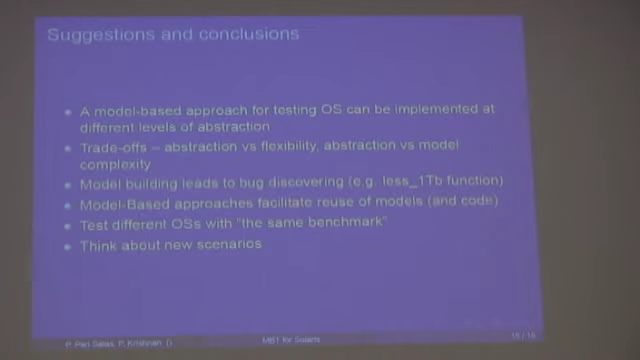 Suggestions and conclusions
A model-based approach for testing OS can be implemented at
different levels of abstraction
Trade-offs – abstraction vs flexibility, abstraction vs model
complexity
Model building leads to bug discovering (e.g. less_1Tb function)
Model-Based approaches facilitate reuse of models (and code)
Test different OSs with "the same benchmark"
Think about new scenarios
P. Krishnan ()
MBT for Solaris